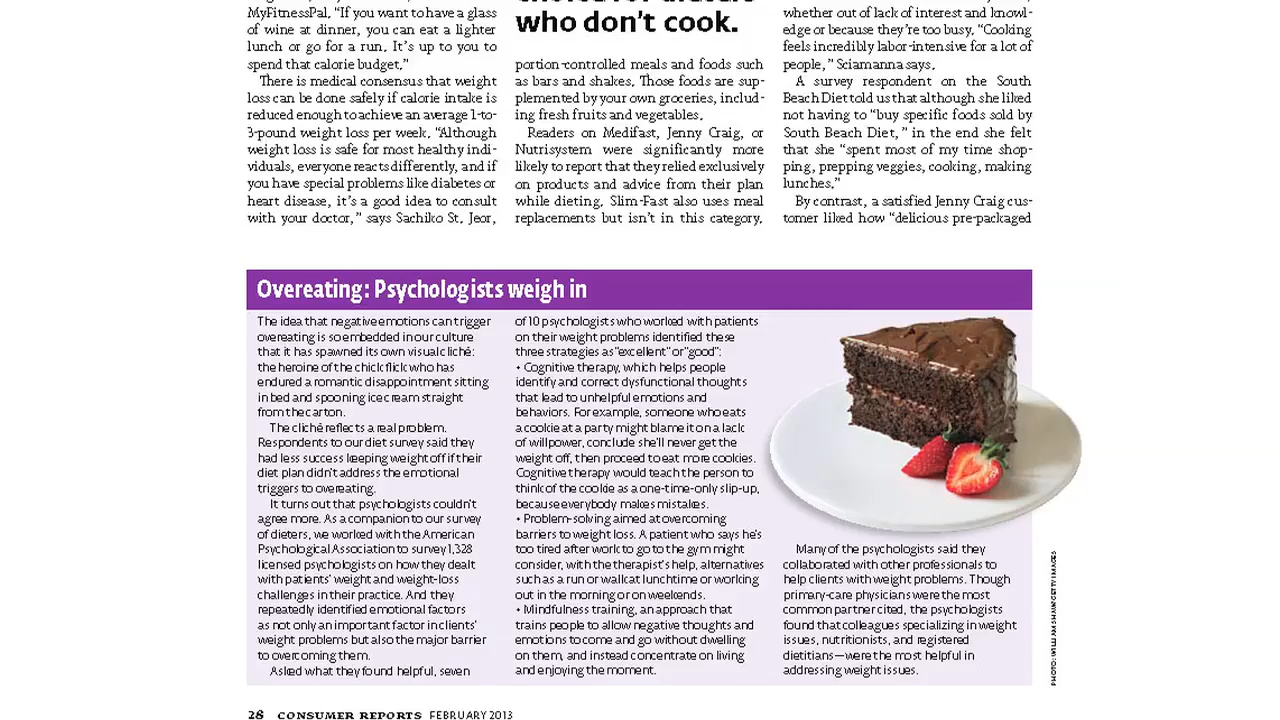 MyFitnessPal. “If you want to have a glass
of wine at dinner, you can eat a lighter
lunch or go for a run. It’s up to you to
spend that calorie budget.”
There is medical consensus that weight
loss can be done safely if calorie intake is
reduced enough to achieve an average 1-to-
3-pound weight loss per week. “Although
weight loss is safe for most healthy indi-
viduals, everyone reacts differently, and if
you have special problems like diabetes or
heart disease, it’s a good idea to consult
with your doctor,” says Sachiko St. Jeor,
who don’t cook.
portion-controlled meals and foods such
as bars and shakes. Those foods are sup-
plemented by your own groceries, includ-
ing fresh fruits and vegetables.
Readers on Medifast, Jenny Craig, or
Nutrisystem were significantly more
likely to report that they relied exclusively
on products and advice from their plan
while dieting. Slim-Fast also uses meal
replacements but isn’t in this category.
whether out of lack of interest and knowl-
edge or because they’re too busy. “Cooking
feels incredibly labor-intensive for a lot of
people,” Sciamanna says.
A survey respondent on the South
Beach Diet told us that although she liked
not having to “buy specific foods sold by
South Beach Diet,” in the end she felt
that she “spent most of my time shop-
ping, prepping veggies, cooking, making
lunches.”
By contrast, a satisfied Jenny Craig cus-
tomer liked how “delicious pre-packaged
Overeating: Psychologists weigh in
The idea that negative emotions can trigger
overeating is so embedded in our culture
that it has spawned its own visual cliché:
the heroine of the chick flick who has
endured a romantic disappointment sitting
in bed and spooning ice cream straight
from the carton.
The cliché reflects a real problem.
Respondents to our diet survey said they
had less success keeping weight off if their
diet plan didn’t address the emotional
triggers to overeating.
It turns out that psychologists couldn’t
agree more. As a companion to our survey
of dieters, we worked with the American
Psychological Association to survey 1,328
licensed psychologists on how they dealt
with patients’ weight and weight-loss
challenges in their practice. And they
repeatedly identified emotional factors
as not only an important factor in clients’
weight problems but also the major barrier
to overcoming them.
Asked what they found helpful, seven
of 10 psychologists who worked with patients
on their weight problems identified these
three strategies as “excellent” or “good”:
• Cognitive therapy, which helps people
identify and correct dysfunctional thoughts
that lead to unhelpful emotions and
behaviors. For example, someone who eats
a cookie at a party might blame it on a lack
of willpower, conclude she’ll never get the
weight off, then proceed to eat more cookies.
Cognitive therapy would teach the person to
think of the cookie as a one-time-only slip-up,
because everybody makes mistakes.
• Problem-solving aimed at overcoming
barriers to weight loss. A patient who says he’s
too tired after work to go to the gym might
consider, with the therapist’s help, alternatives
such as a run or walk at lunchtime or working
out in the morning or on weekends.
• Mindfulness training, an approach that
trains people to allow negative thoughts and
emotions to come and go without dwelling
on them, and instead concentrate on living
and enjoying the moment.
Many of the psychologists said they
collaborated with other professionals to
help clients with weight problems. Though
primary-care physicians were the most
common partner cited, the psychologists
found that colleagues specializing in weight
issues, nutritionists, and registered
dietitians—were the most helpful in
addressing weight issues.
PHOTO: WILLIAM SHAW/GETTY IMAGES
28 CONSUMER REPORTS FEBRUARY 2013